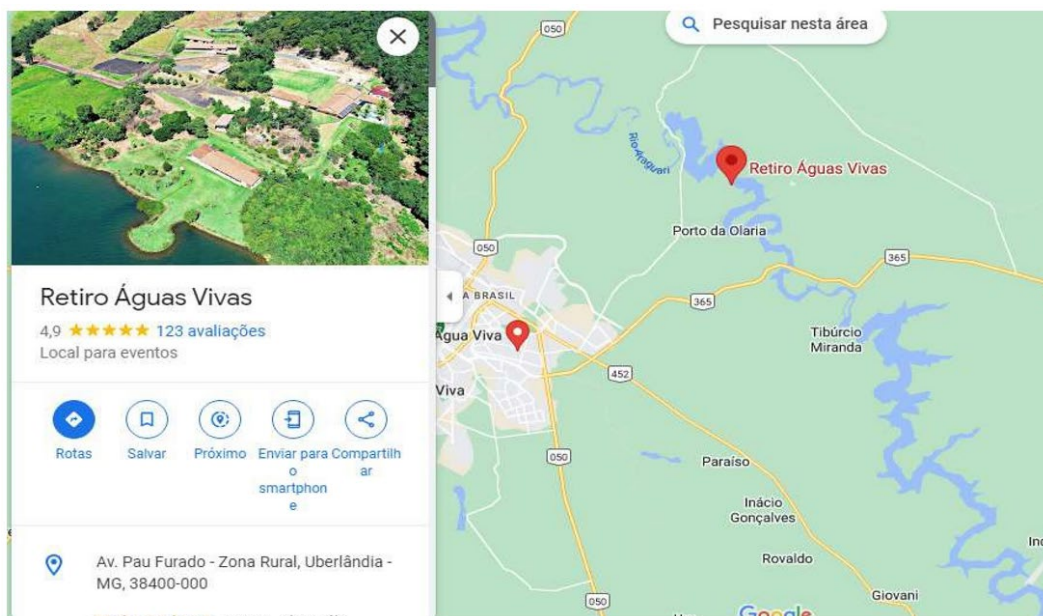 Retiro Águas Vivas
4,9
123 avaliações
Local para eventos
Rotas
Salvar
Próximo
Enviar para
o
smartphon
e
Compartilh
ar
Av. Pau Furado - Zona Rural, Uberlândia -
MG, 38400-000
Pesquisar nesta área
050
Rio Araguari
Retiro Águas Vivas
Porto da Olaria
050
365
365
A BRASIL
Água Viva
Viva
Tibúrcio
Miranda
452
050
Paraíso
Inácio
Gonçalves
Rovaldo
Giovani
050
Google